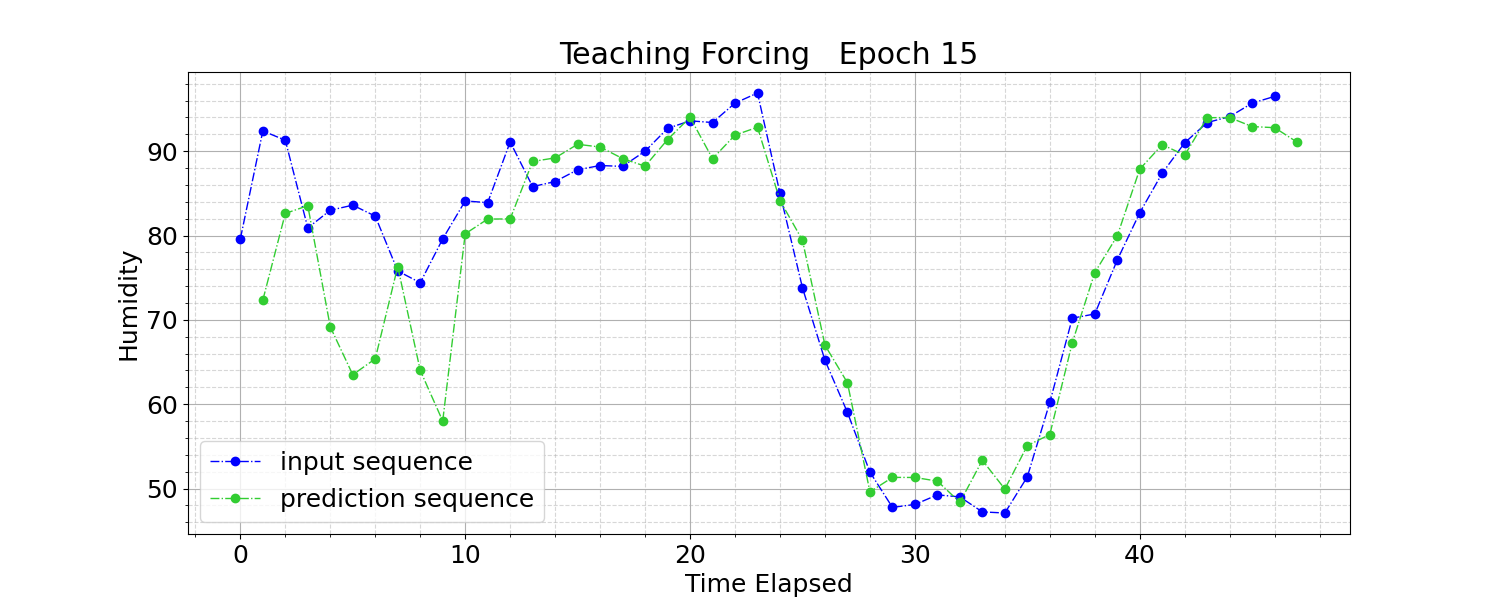 Teaching Forcing   Epoch 15
90
80
70
60
50
Humidity
input sequence
prediction sequence
0 10 20 30 40
Time Elapsed